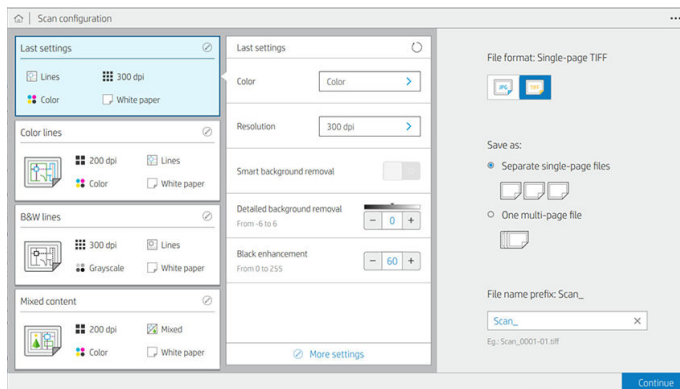 Scan configuration
Last settings
Lines
300 dpi
Color
White paper
Color lines
200 dpi
Lines
Color
White paper
B&W lines
300 dpi
Lines
Grayscale
White paper
Mixed content
200 dpi
Mixed
Color
White paper
Last settings
Color
Color
Resolution
300 dpi
Smart background removal
Detailed background removal
From -6 to 6
− 0 +
Black enhancement
From 0 to 255
− 60 +
More settings
File format: Single-page TIFF
JPG
Save as:
Separate single-page files
One multi-page file
File name prefix: Scan_
Scan_
Eg.: Scan_0001-01.tiff
Continue